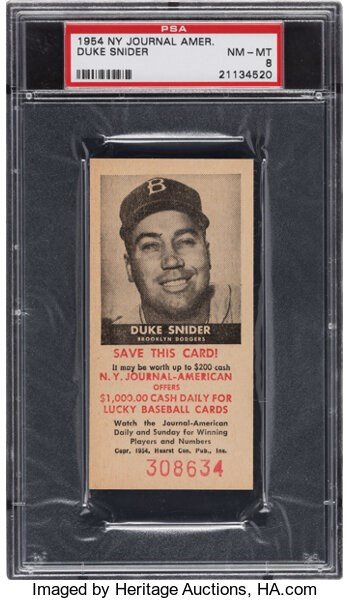 PSA
1954 NY JOURNAL AMER.
DUKE SNIDER
NM-MT
8
21134520
B
DUKE SNIDER
BROOKLYN DODGERS
SAVE THIS CARD!
It may be worth up to $200 cash
N.Y. JOURNAL-AMERICAN
OFFERS
$1,000.00 CASH DAILY FOR
LUCKY BASEBALL CARDS
Watch the Journal-American
Daily and Sunday for Winning
Players and Numbers
Copr. 1954, Hearst Con. Pub., Inc.
308634
Imaged by Heritage Auctions, HA.com